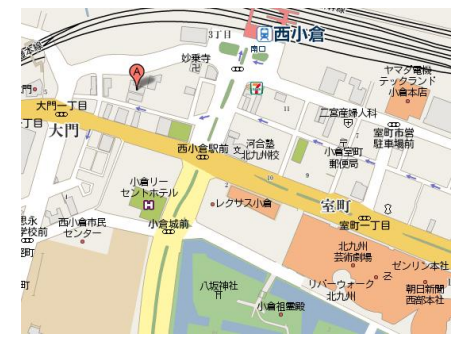 3丁目
西小倉
南口
妙乗寺
A
ヤマダ電機
テックランド
小倉本店
大門一丁目
二宮産婦人科
11
大門
室町市営
駐車場前
7
西小倉駅前
文
河合塾
北九州校
小倉室町
郵便局
10
9
小倉リー
セントホテル
H
2
レクサス小倉
室町
西小倉市民
センター
小倉城前
室町一丁目
北九州
芸術劇場
ゼンリン本社
八坂神社
リバーウォーク
北九州
朝日新聞
西部本社
小倉祖霊殿